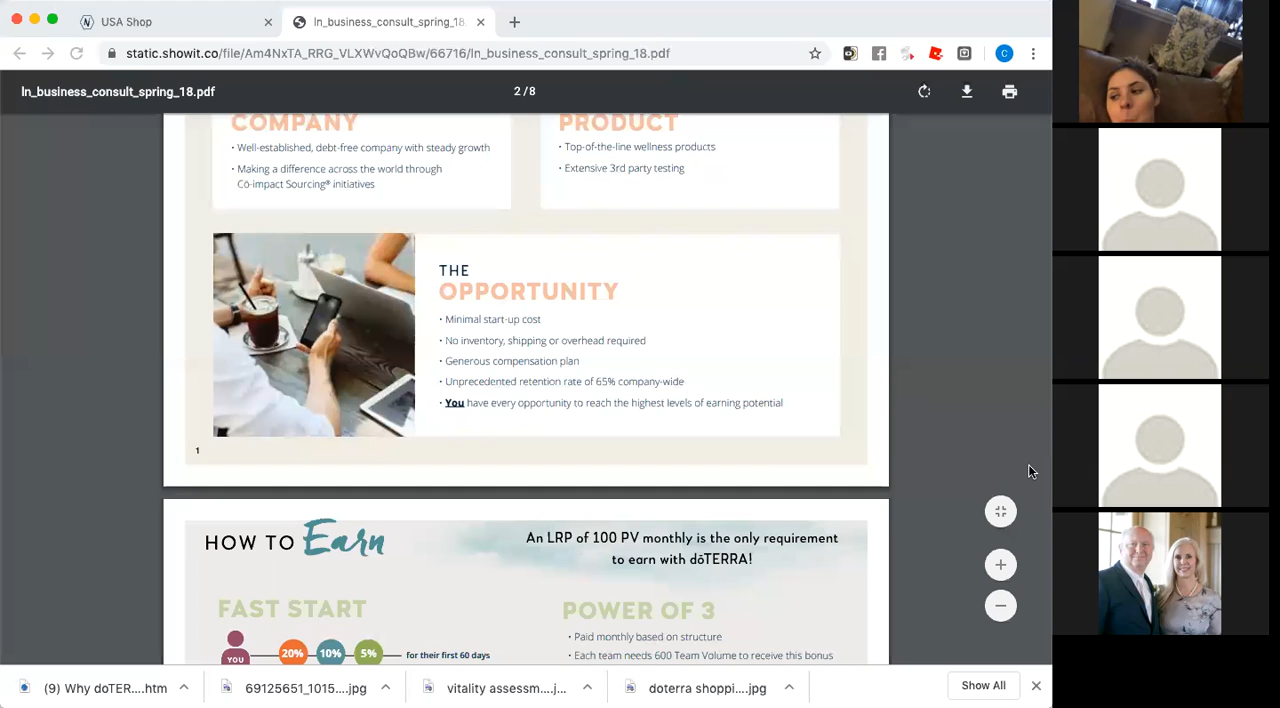 USA Shop
ln_business_consult_spring_18.
static.showit.co/file/Am4NxTA_RRG_VLXWvQoQBw/66716/ln_business_consult_spring_18.pdf
C
ln_business_consult_spring_18.pdf
2 / 8
COMPANY
• Well-established, debt-free company with steady growth
• Making a difference across the world through
Cō-impact Sourcing® initiatives
PRODUCT
• Top-of-the-line wellness products
• Extensive 3rd party testing
THE
OPPORTUNITY
• Minimal start-up cost
• No inventory, shipping or overhead required
• Generous compensation plan
• Unprecedented retention rate of 65% company-wide
• You have every opportunity to reach the highest levels of earning potential
1
HOW TO Earn
An LRP of 100 PV monthly is the only requirement
to earn with dōTERRA!
FAST START
YOU
20% 10% 5%
for their first 60 days
POWER OF 3
• Paid monthly based on structure
• Each team needs 600 Team Volume to receive this bonus
(9) Why doTER....htm
69125651_1015....jpg
vitality assessm....j...
doterra shoppi....jpg
Show All